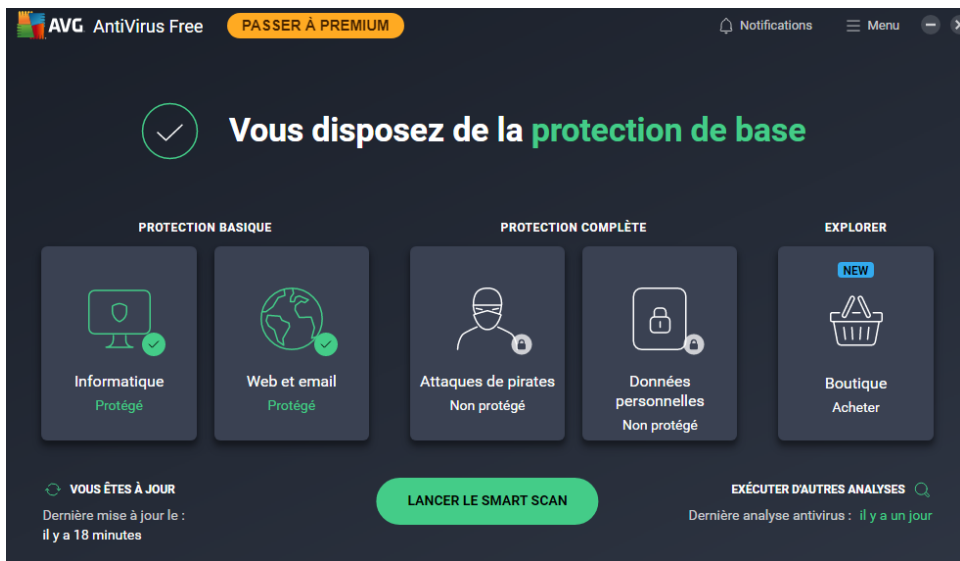 AVG AntiVirus Free
PASSER À PREMIUM
Notifications
Menu
Vous disposez de la protection de base
PROTECTION BASIQUE
PROTECTION COMPLÈTE
EXPLORER
NEW
Informatique
Protégé
Web et email
Protégé
Attaques de pirates
Non protégé
Données
personnelles
Non protégé
Boutique
Acheter
VOUS ÊTES À JOUR
Dernière mise à jour le :
il y a 18 minutes
LANCER LE SMART SCAN
EXÉCUTER D'AUTRES ANALYSES
Dernière analyse antivirus : il y a un jour